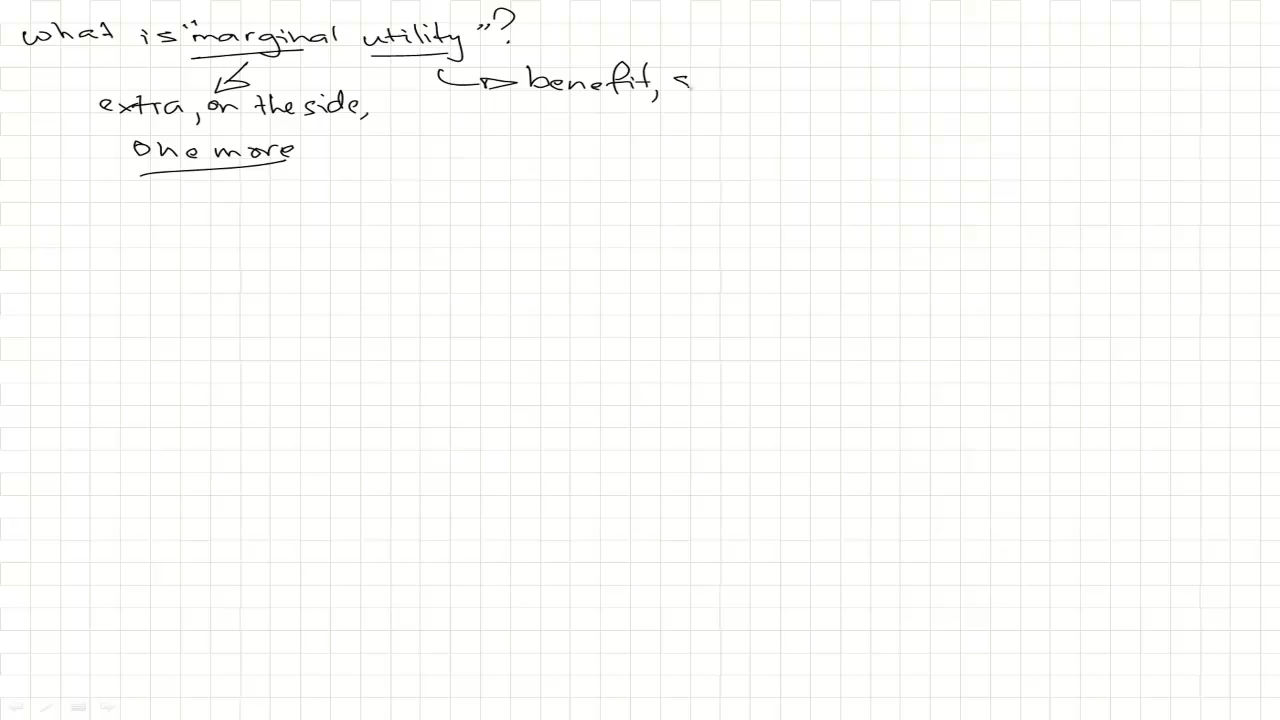 what is "marginal utility"?
benefit, s
extra, on the side,
one more